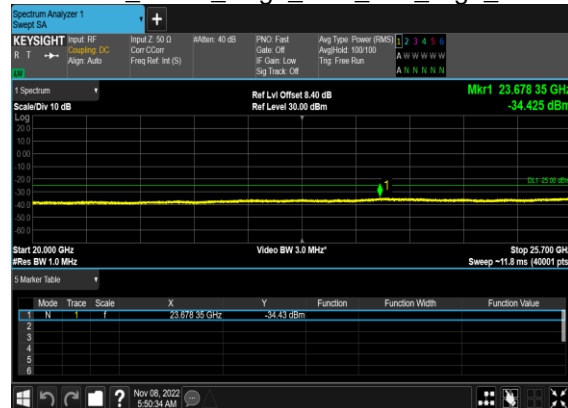 Spectrum Analyzer 1
Swept SA
+
KEYSIGHT Input: RF Input Z: 50 Ω #Atten: 40 dB PNO: Fast Avg Type: Power (RMS) 1 2 3 4 5 6
R T Coupling: DC Corr CCorr Gate: Off Avg|Hold: 100/100 A W W W W W
Align: Auto Freq Ref: Int (S) IF Gain: Low Trig: Free Run
LW Sig Track: Off A N N N N N
1 Spectrum Ref Lvl Offset 8.40 dB Mkr1 23.678 35 GHz
Scale/Div 10 dB Ref Level 30.00 dBm -34.425 dBm
Log
20.0
10.0
0.00
-10.0
-20.0
DL1 -25.00 dBm
-30.0
1
-40.0
-50.0
-60.0
Start 20.000 GHz Video BW 3.0 MHz* Stop 25.700 GHz
#Res BW 1.0 MHz Sweep ~11.8 ms (40001 pts)
5 Marker Table
Mode Trace Scale X Y Function Function Width Function Value
1 N 1 f 23.678 35 GHz -34.43 dBm
2
3
4
5
6
? Nov 08, 2022
5:50:34 AM